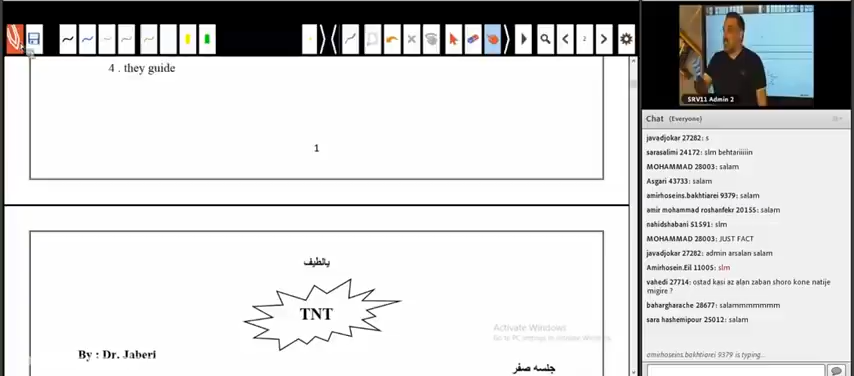 4 . they guide
1
يالطيف
TNT
By : Dr. Jaberi
جلسه صفر
Activate Windows
2
SRV11 Admin 2
Chat (Everyone)
javadjokar 27282: s
sarasalimi 24172: slm behtariiiiin
MOHAMMAD 28003: salam
Asgari 43733: salam
amirhoseins.bakhtiarei 9379: salam
amir mohammad roshanfekr 20155: salam
nahidshabani 51591: slm
MOHAMMAD 28003: JUST FACT
javadjokar 27282: admin arsalan salam
Amirhosein.Eil 11005: slm
vahedi 27714: ostad kasi az alan zaban shoro kone natije
migire ?
bahargharache 28677: salammmmmmm
sara hashemipour 25012: salam
amirhoseins.bakhtiarei 9379 is typing...